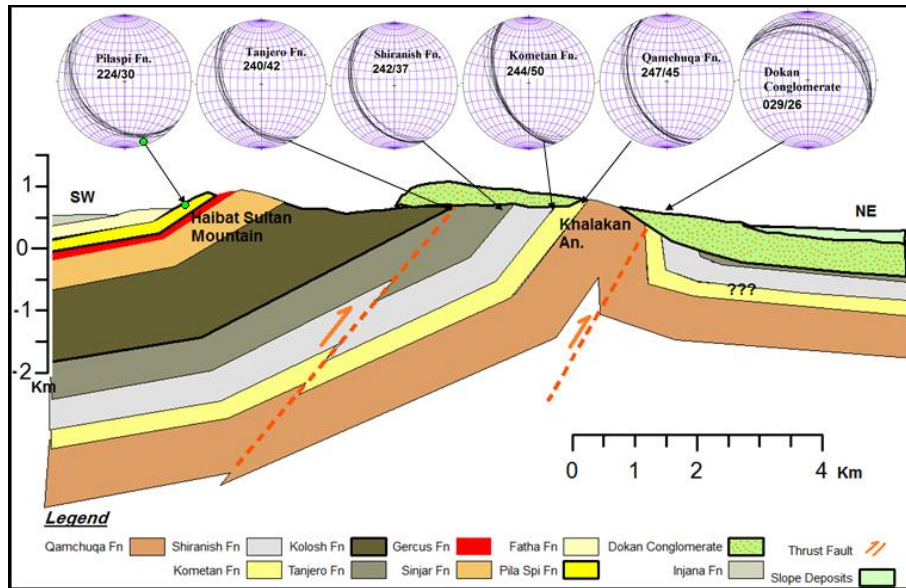 Pilaspi Fn.
224/30
Tanjero Fn.
240/42
Shiranish Fn.
242/37
Kometan Fn.
244/50
Qamchuqa Fn.
247/45
Dokan
Conglomerate
029/26
1
0
-1
-2
Km
SW
NE
Haibat Sultan
Mountain
Khalakan
An.
???
0 2 4
Km
Legend
Qamchuqa Fn Shiranish Fn Kolosh Fn Gercus Fn Fatha Fn Dokan Conglomerate Thrust Fault
Kometan Fn Tanjero Fn Sinjar Fn Pila Spi Fn Injana Fn Slope Deposits